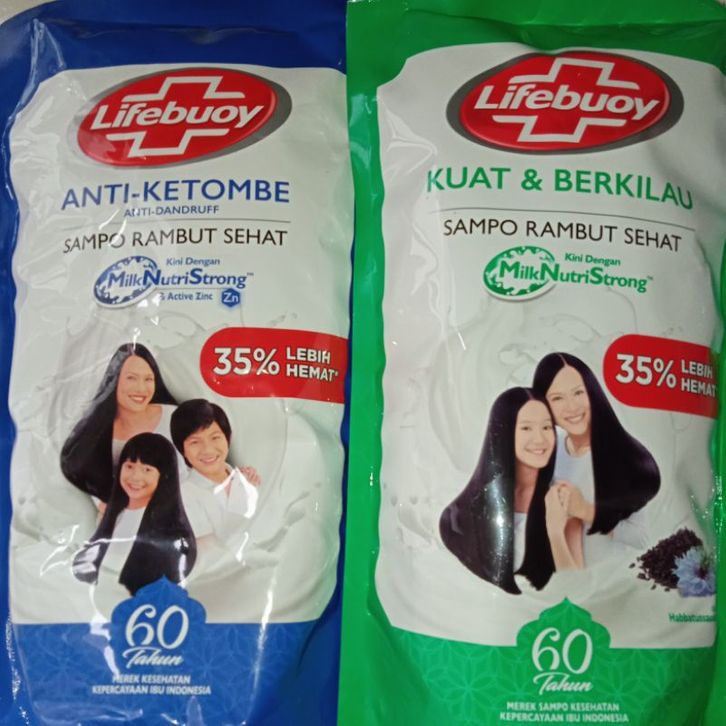 Lifebuoy
ANTI-KETOMBE
ANTI-DANDRUFF
SAMPO RAMBUT SEHAT
Kini Dengan
MilkNutriStrong™
& Active Zinc Zn
35% LEBIH
HEMAT*
60
Tahun
MEREK KESEHATAN
KEPERCAYAAN IBU INDONESIA
Lifebuoy
KUAT & BERKILAU
SAMPO RAMBUT SEHAT
Kini Dengan
MilkNutriStrong™
35% LEBIH
HEMAT
60
Tahun
MEREK SAMPO KESEHATAN
KEPERCAYAAN IBU INDONESIA